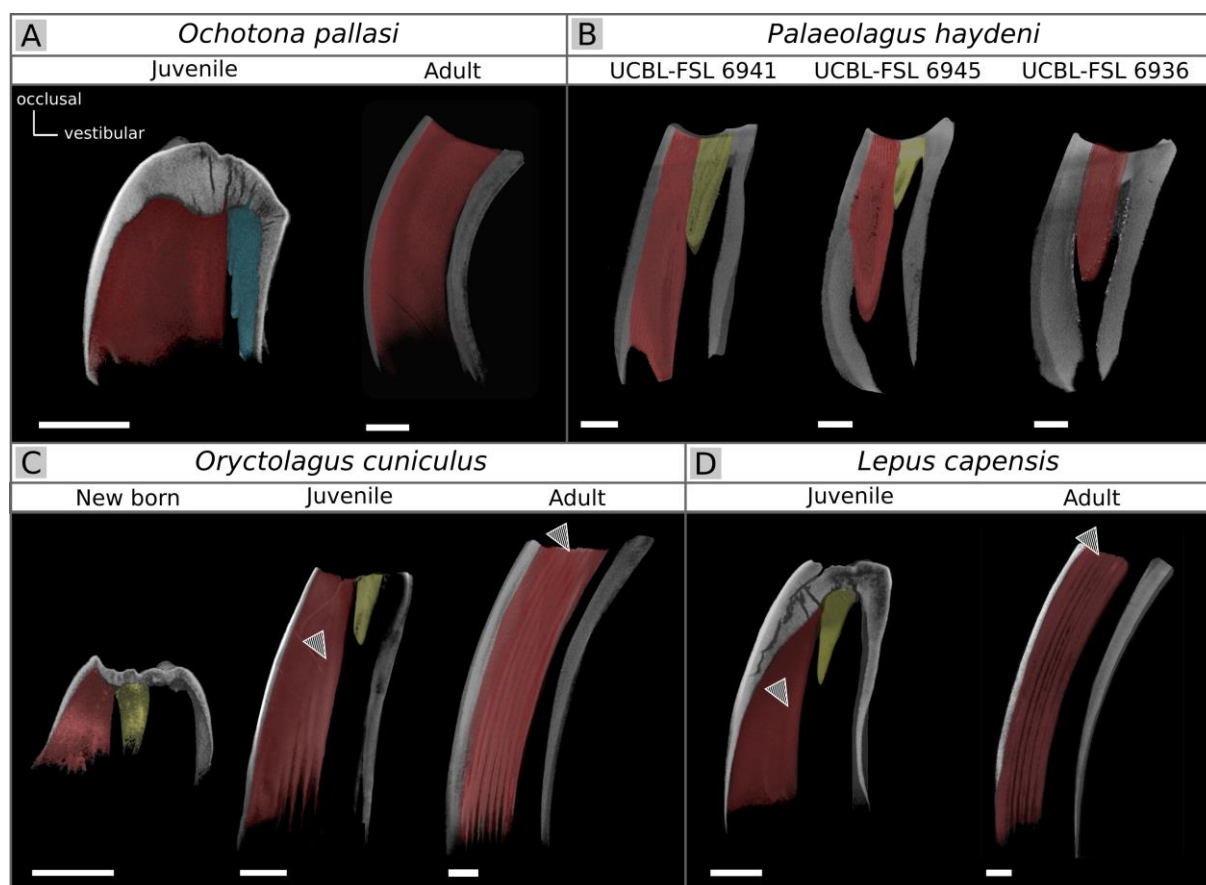 A Ochotona pallasi
Juvenile Adult
occlusal
vestibular
B Palaeolagus haydeni
UCBL-FSL 6941 UCBL-FSL 6945 UCBL-FSL 6936
C Oryctolagus cuniculus
New born Juvenile Adult
D Lepus capensis
Juvenile Adult